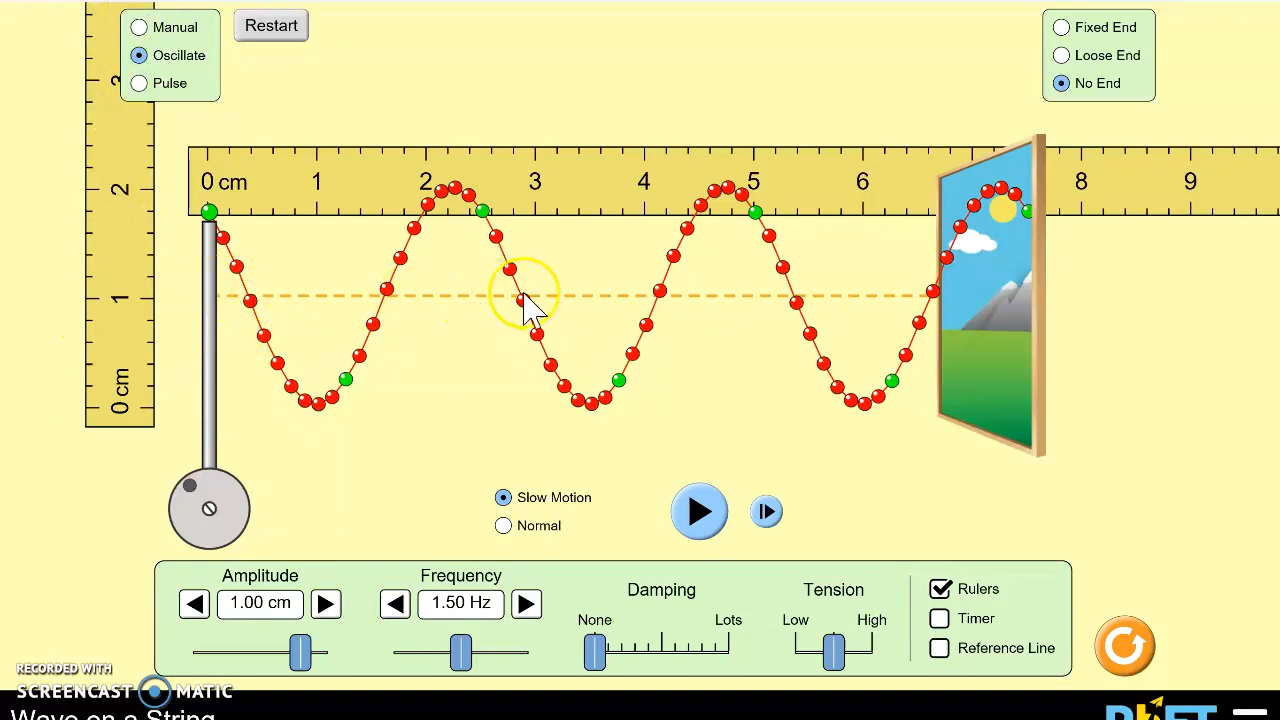 Manual
Oscillate
Pulse
Restart
Fixed End
Loose End
No End
3
2
1
0 cm
0 cm 1 2 3 4 5 6 8 9
Slow Motion
Normal
Amplitude
1.00 cm
Frequency
1.50 Hz
Damping
None
Lots
Tension
Low
High
Rulers
Timer
Reference Line
RECORDED WITH
SCREENCAST MATIC
Wave on a String
PhET